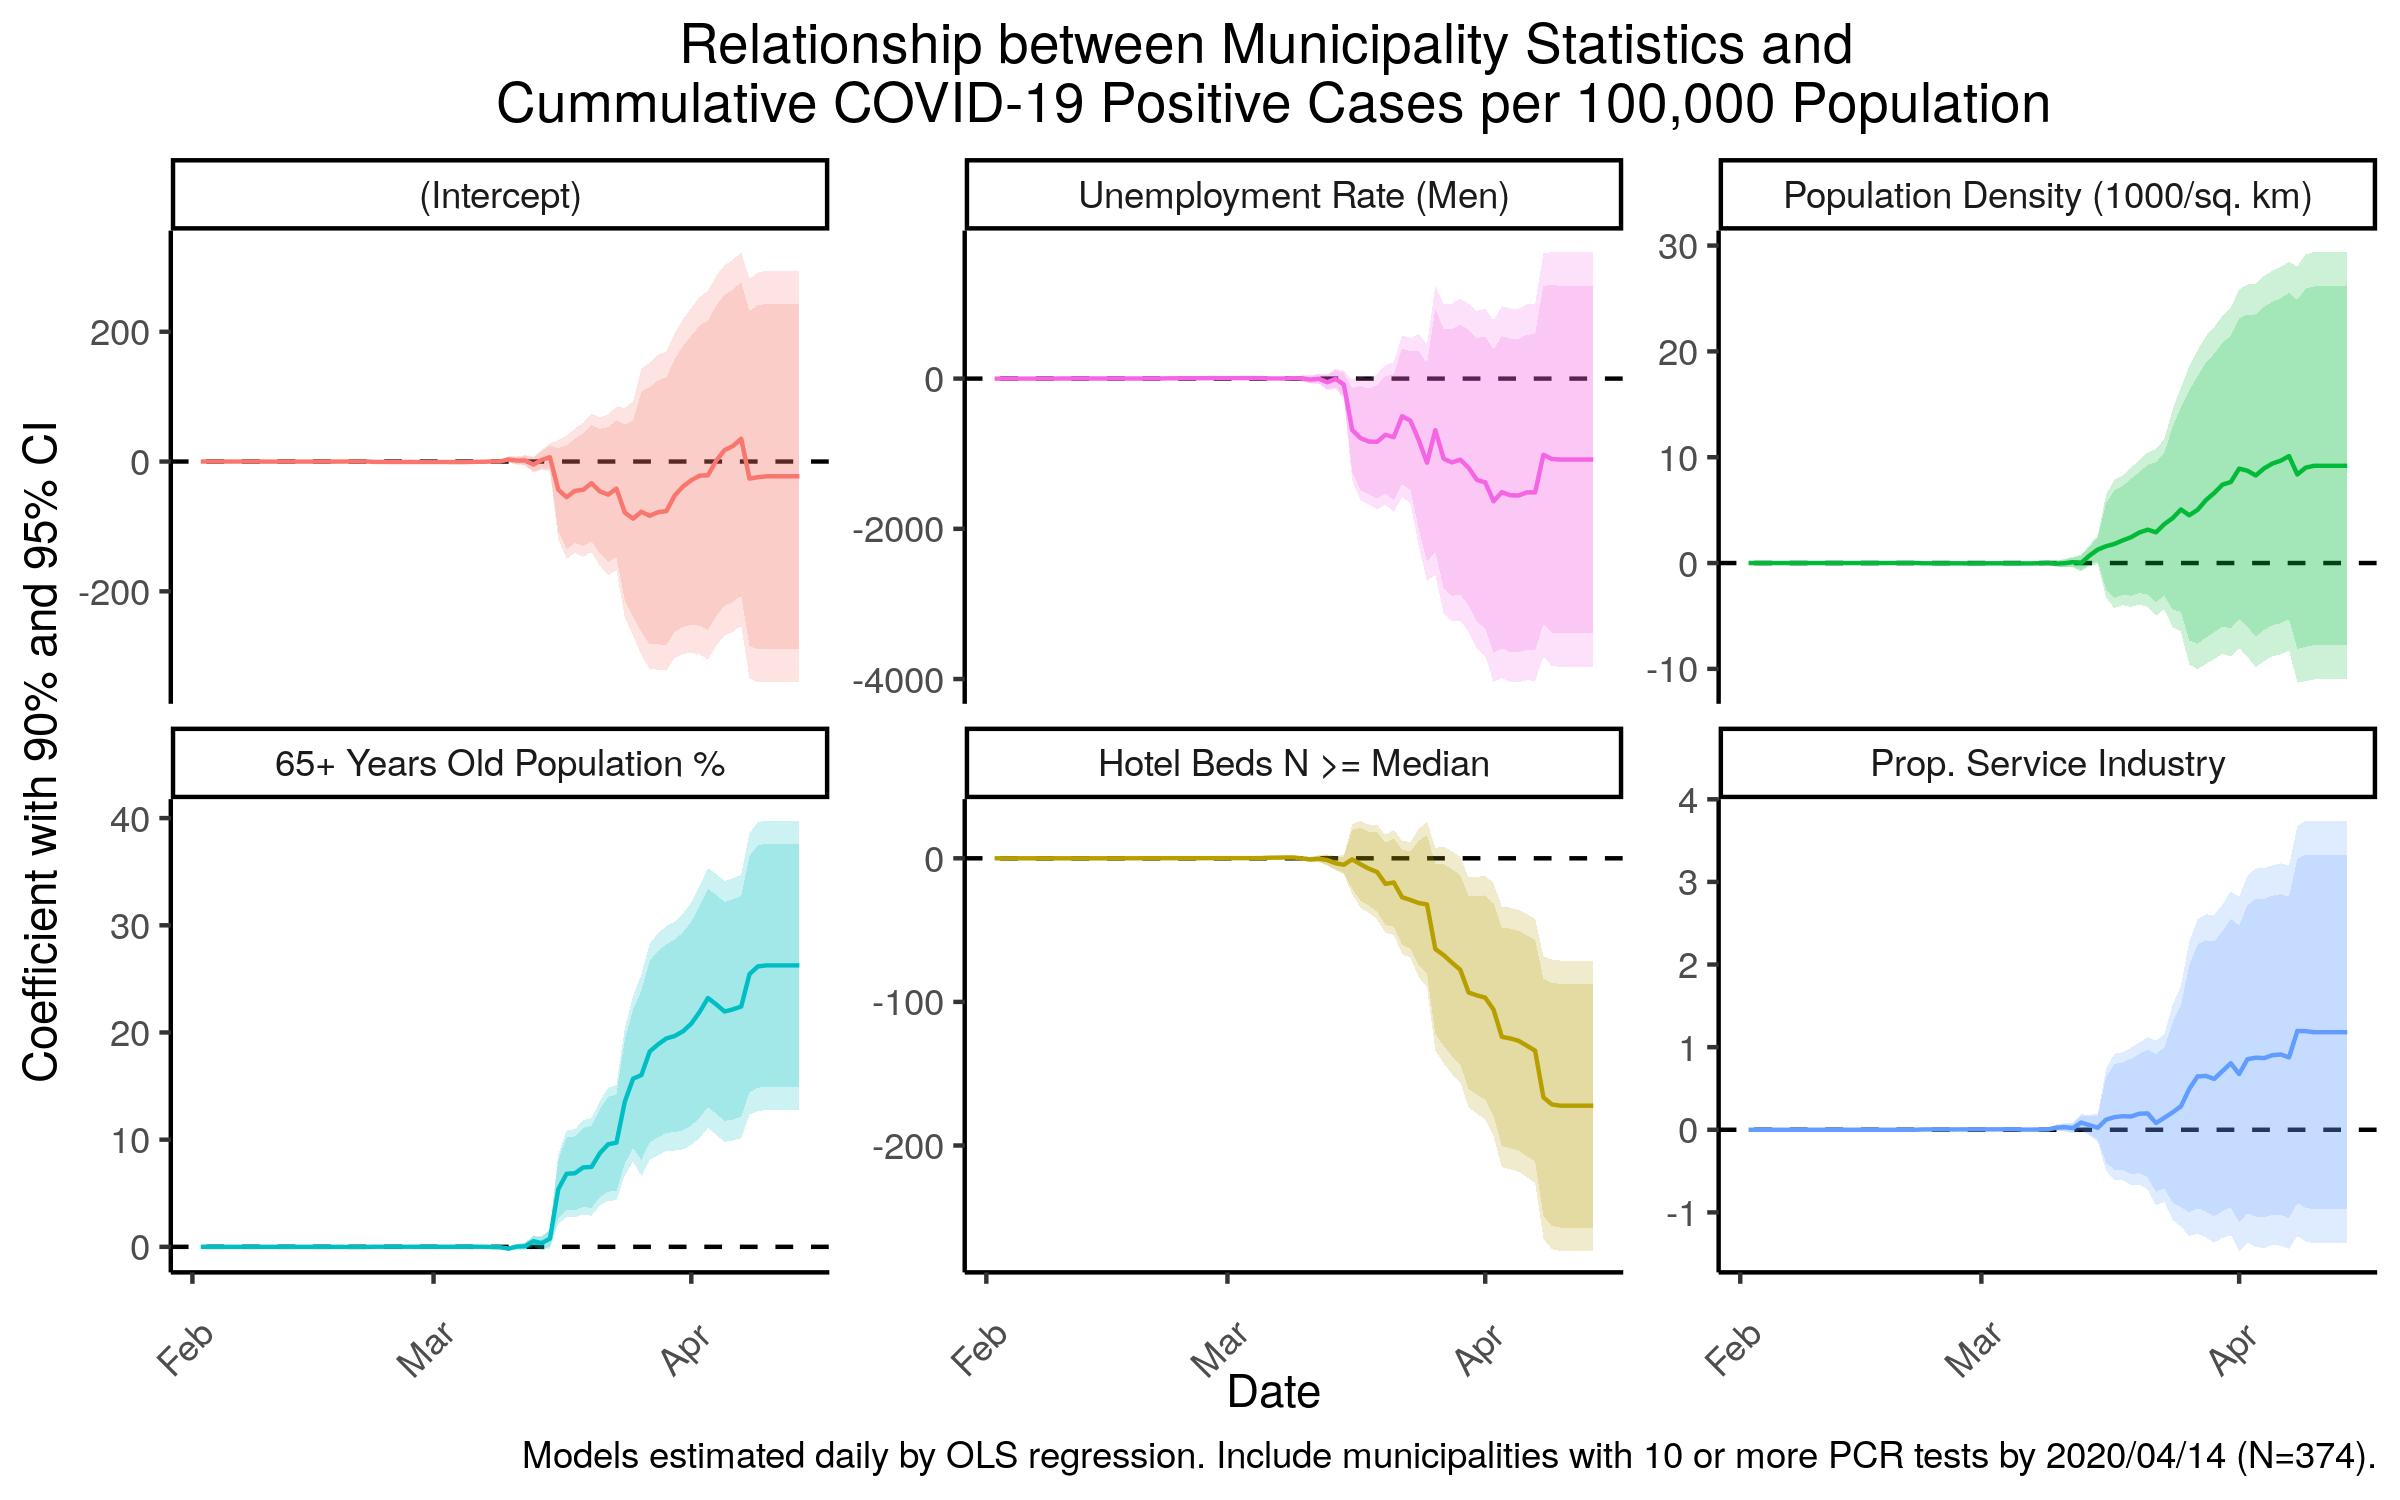 Relationship between Municipality Statistics and
Cummulative COVID-19 Positive Cases per 100,000 Population
Coefficient with 90% and 95% CI
(Intercept)
200
0
-200
Unemployment Rate (Men)
0
-2000
-4000
Population Density (1000/sq. km)
30
20
10
0
-10
65+ Years Old Population %
40
30
20
10
0
Feb
Mar
Apr
Hotel Beds N >= Median
0
-100
-200
Feb
Mar
Apr
Prop. Service Industry
4
3
2
1
0
-1
Feb
Mar
Apr
Date
Models estimated daily by OLS regression. Include municipalities with 10 or more PCR tests by 2020/04/14 (N=374).